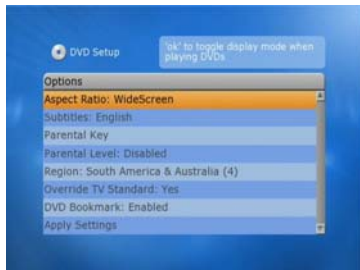 DVD Setup
'ok' to toggle display mode when
playing DVDs
Options
Aspect Ratio: WideScreen
Subtitles: English
Parental Key
Parental Level: Disabled
Region: South America & Australia (4)
Override TV Standard: Yes
DVD Bookmark: Enabled
Apply Settings